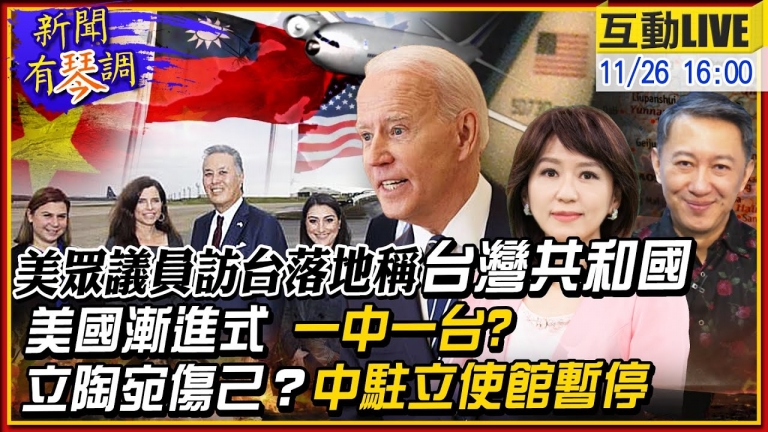 新聞
有琴調
互動LIVE
11/26 16:00
50730
Liupanshui
美眾議員訪台落地稱台灣共和國
美國漸進式 一中一台?
立陶宛傷己？中駐立使館暫停